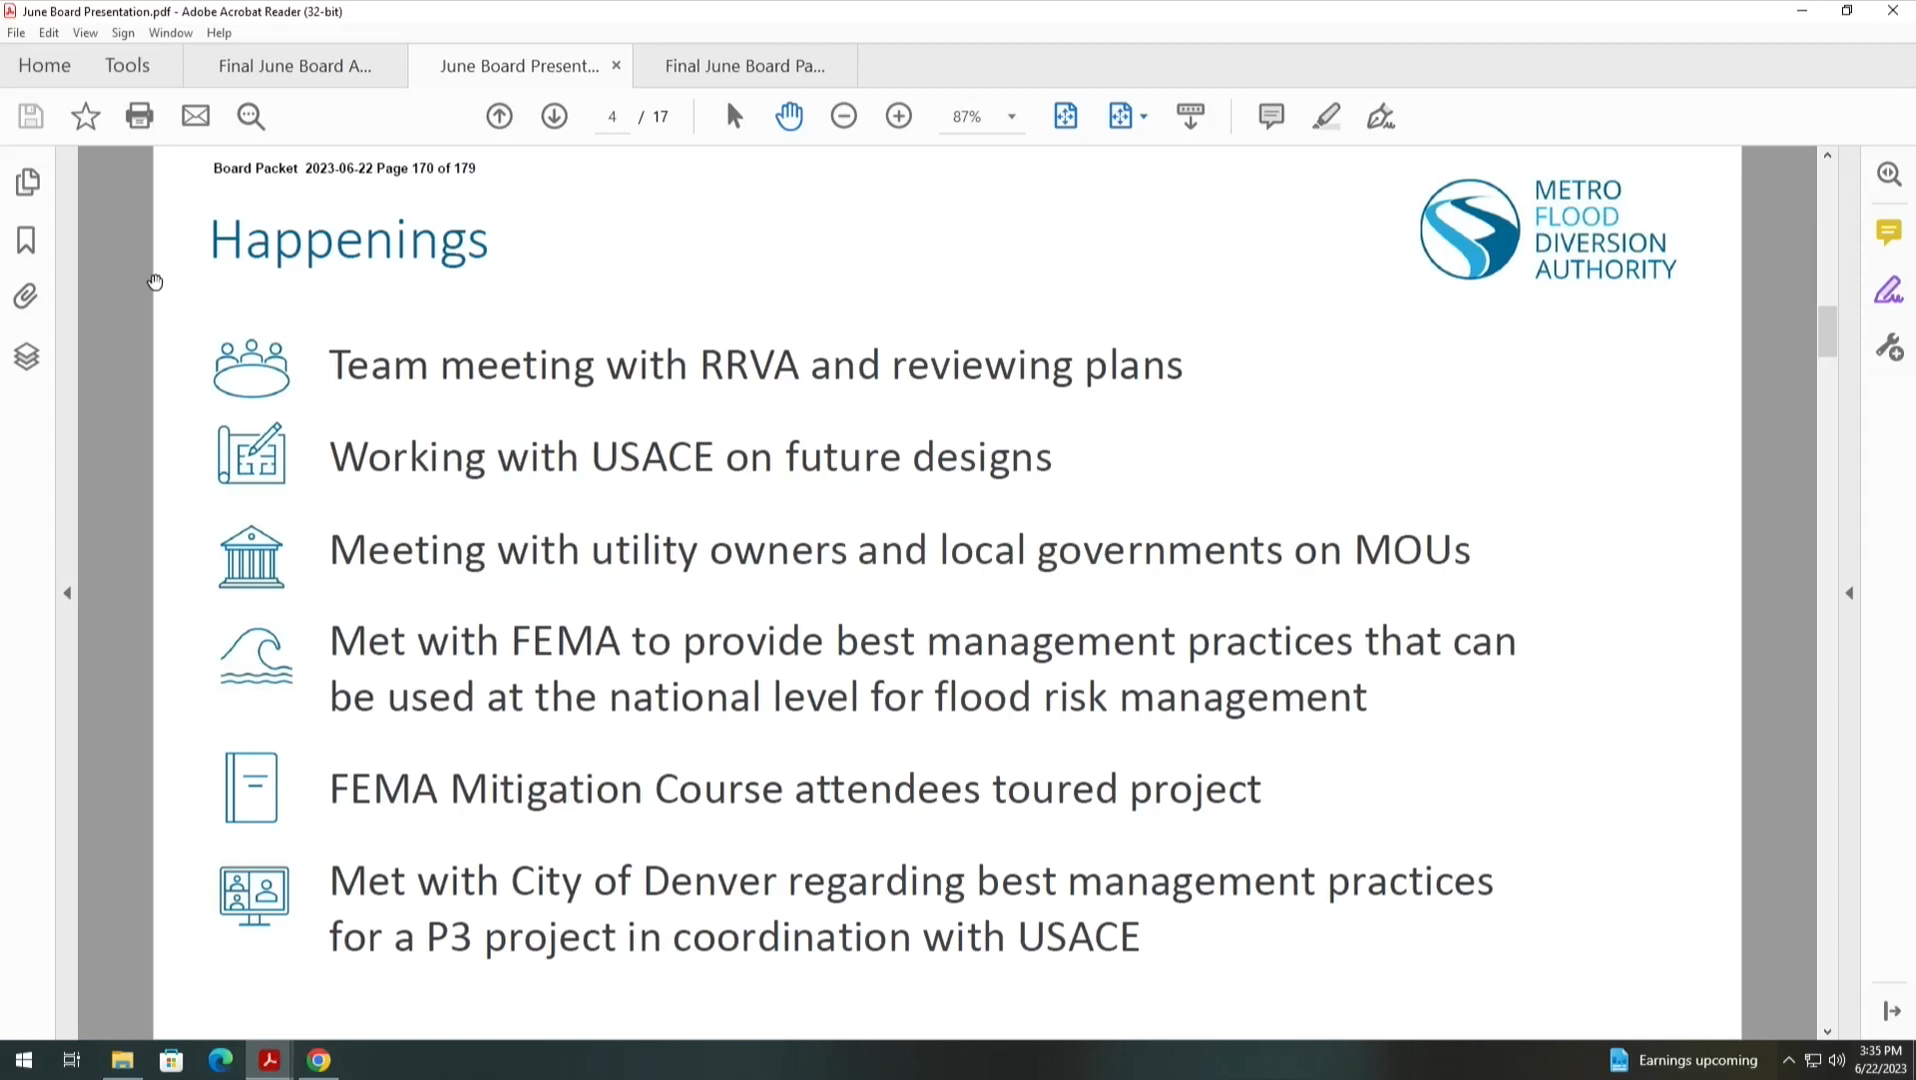 June Board Presentation.pdf - Adobe Acrobat Reader (32-bit)
File Edit View Sign Window Help
Home Tools Final June Board A... June Board Present... × Final June Board Pa...
4 / 17 87%
Board Packet 2023-06-22 Page 170 of 179
Happenings
METRO
FLOOD
DIVERSION
AUTHORITY
Team meeting with RRVA and reviewing plans
Working with USACE on future designs
Meeting with utility owners and local governments on MOUs
Met with FEMA to provide best management practices that can
be used at the national level for flood risk management
FEMA Mitigation Course attendees toured project
Met with City of Denver regarding best management practices
for a P3 project in coordination with USACE
Earnings upcoming
3:35 PM
6/22/2023